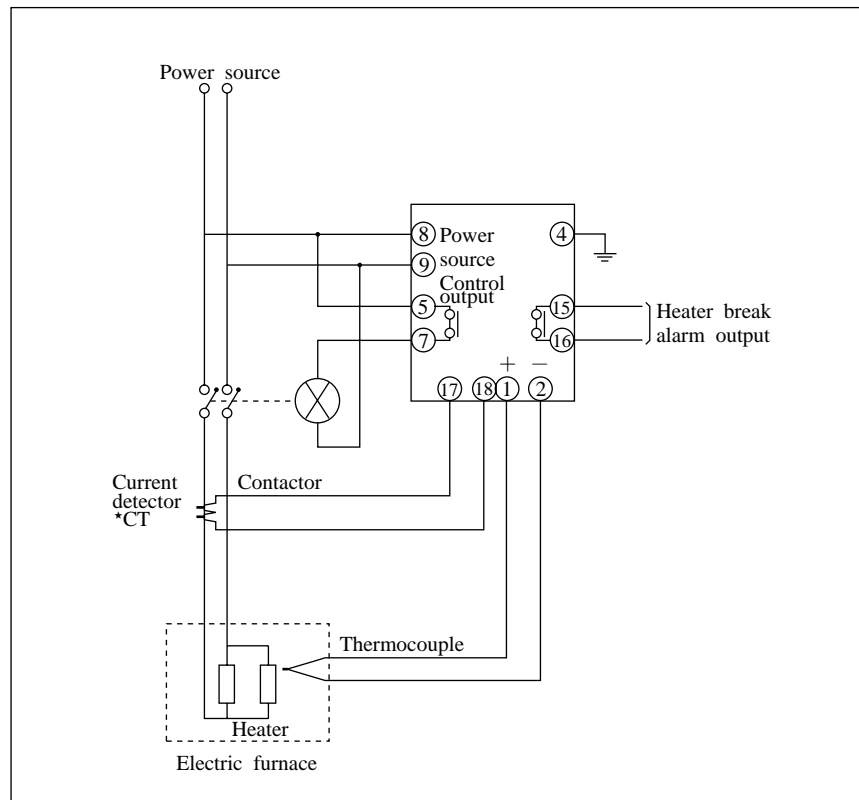 Power source
8 Power
source
4
9
Control
output
5
7
15
16
Heater break
alarm output
+ −
17 18 1 2
Contactor
Current
detector
*CT
Thermocouple
Heater
Electric furnace